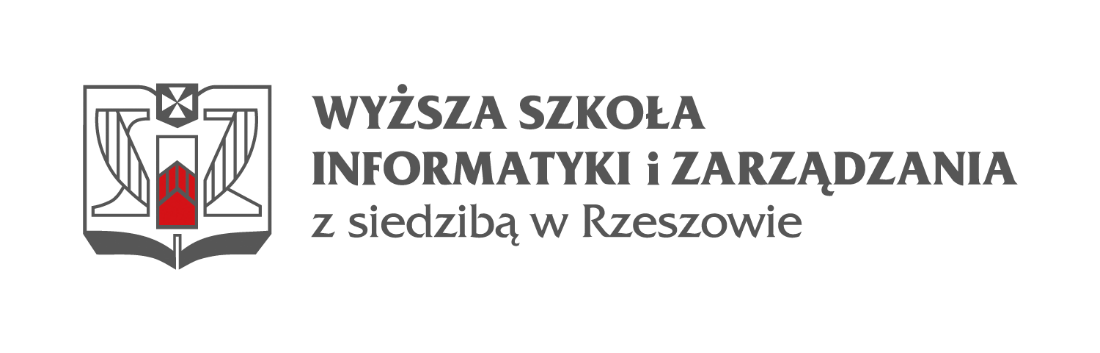 WYŻSZA SZKOŁA
INFORMATYKI i ZARZĄDZANIA
z siedzibą w Rzeszowie